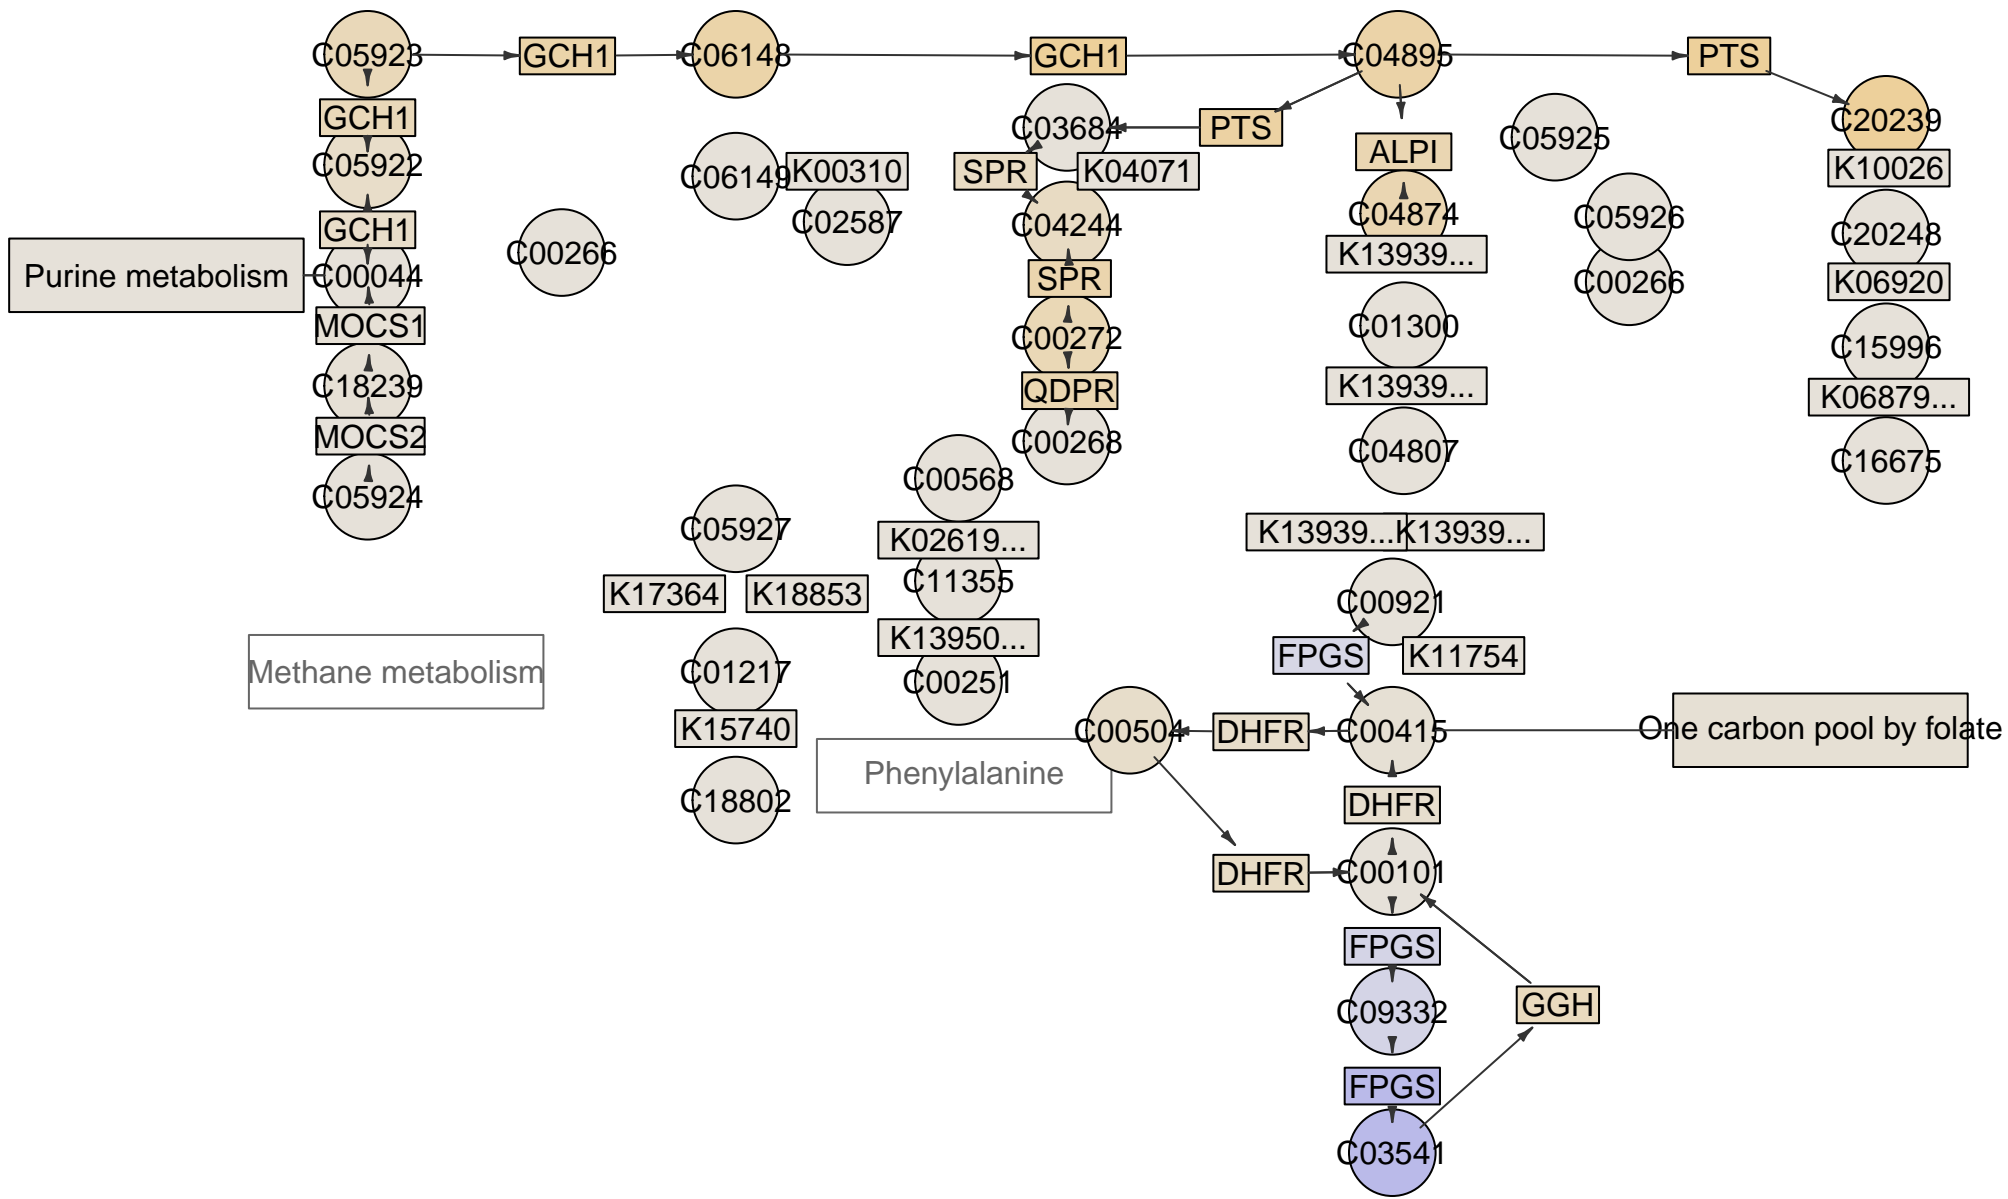 C05923
GCH1
C06148
GCH1
C04895
PTS
GCH1
C03684
PTS
C20239
C05925
ALPI
C05922
C06149
K00310
SPR
K04071
K10026
C04874
C05926
GCH1
C02587
C04244
C20248
C00266
K13939...
Purine metabolism
C00044
SPR
C00266
K06920
MOCS1
C01300
C00272
C15996
C18239
K13939...
QDPR
K06879...
MOCS2
C00268
C04807
C16675
C00568
C05924
C05927
K02619...
K13939...
K13939...
C11355
K17364
K18853
C00921
K13950...
FPGS
K11754
Methane metabolism
C01217
C00251
K15740
C00504
DHFR
C00415
One carbon pool by folate
Phenylalanine
C18802
DHFR
DHFR
C00101
FPGS
C09332
GGH
FPGS
C03541